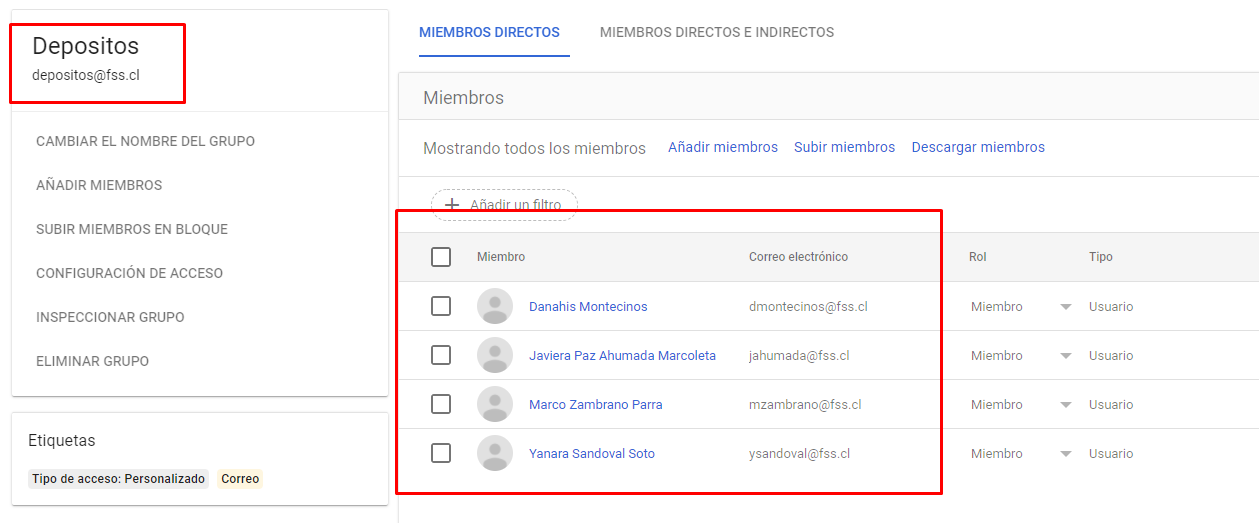 Depositos
depositos@fss.cl
CAMBIAR EL NOMBRE DEL GRUPO
AÑADIR MIEMBROS
SUBIR MIEMBROS EN BLOQUE
CONFIGURACIÓN DE ACCESO
INSPECCIONAR GRUPO
ELIMINAR GRUPO
Etiquetas
Tipo de acceso: Personalizado Correo
MIEMBROS DIRECTOS MIEMBROS DIRECTOS E INDIRECTOS
Miembros
Mostrando todos los miembros Añadir miembros Subir miembros Descargar miembros
Añadir un filtro
Miembro Correo electrónico Rol Tipo
Danahis Montecinos dmontecinos@fss.cl Miembro Usuario
Javiera Paz Ahumada Marcoleta jahumada@fss.cl Miembro Usuario
Marco Zambrano Parra mzambrano@fss.cl Miembro Usuario
Yanara Sandoval Soto ysandoval@fss.cl Miembro Usuario